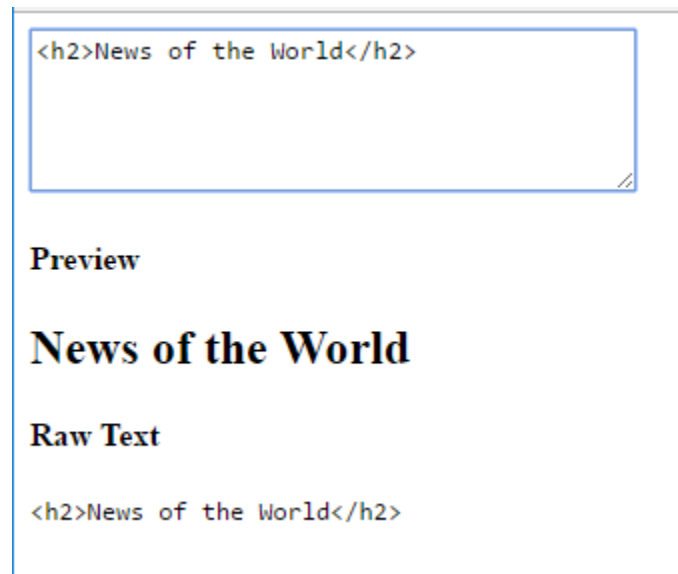 <h2>News of the World</h2>
Preview
News of the World
Raw Text
<h2>News of the World</h2>